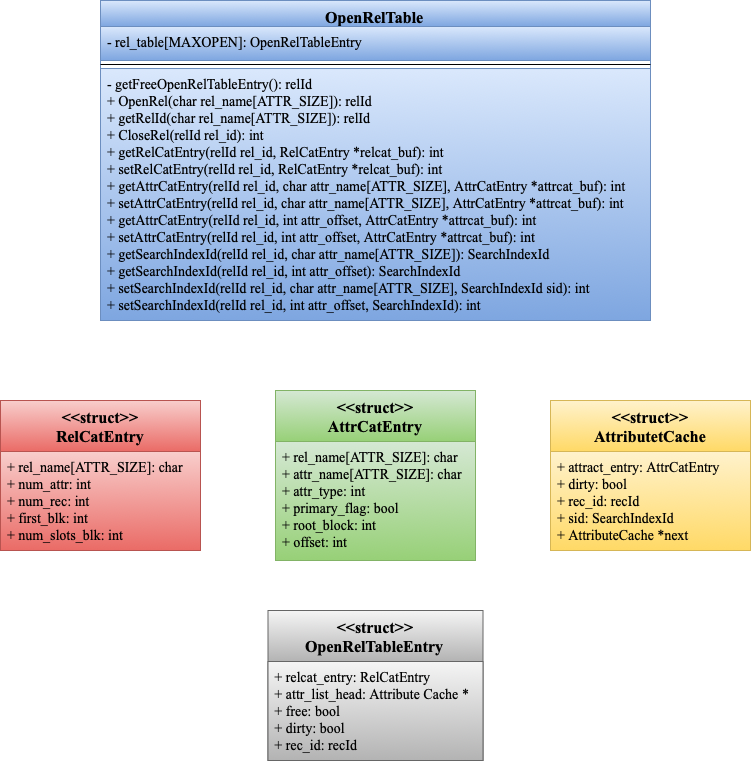 OpenRelTable
- rel_table[MAXOPEN]: OpenRelTableEntry
- getFreeOpenRelTableEntry(): relId
+ OpenRel(char rel_name[ATTR_SIZE]): relId
+ getRelId(char rel_name[ATTR_SIZE]): relId
+ CloseRel(relId rel_id): int
+ getRelCatEntry(relId rel_id, RelCatEntry *relcat_buf): int
+ setRelCatEntry(relId rel_id, RelCatEntry *relcat_buf): int
+ getAttrCatEntry(relId rel_id, char attr_name[ATTR_SIZE], AttrCatEntry *attrcat_buf): int
+ setAttrCatEntry(relId rel_id, char attr_name[ATTR_SIZE], AttrCatEntry *attrcat_buf): int
+ getAttrCatEntry(relId rel_id, int attr_offset, AttrCatEntry *attrcat_buf): int
+ setAttrCatEntry(relId rel_id, int attr_offset, AttrCatEntry *attrcat_buf): int
+ getSearchIndexId(relId rel_id, char attr_name[ATTR_SIZE]): SearchIndexId
+ getSearchIndexId(relId rel_id, int attr_offset): SearchIndexId
+ setSearchIndexId(relId rel_id, char attr_name[ATTR_SIZE], SearchIndexId sid): int
+ setSearchIndexId(relId rel_id, int attr_offset, SearchIndexId): int
<<struct>>
RelCatEntry
+ rel_name[ATTR_SIZE]: char
+ num_attr: int
+ num_rec: int
+ first_blk: int
+ num_slots_blk: int
<<struct>>
AttrCatEntry
+ rel_name[ATTR_SIZE]: char
+ attr_name[ATTR_SIZE]: char
+ attr_type: int
+ primary_flag: bool
+ root_block: int
+ offset: int
<<struct>>
AttributetCache
+ attract_entry: AttrCatEntry
+ dirty: bool
+ rec_id: recId
+ sid: SearchIndexId
+ AttributeCache *next
<<struct>>
OpenRelTableEntry
+ relcat_entry: RelCatEntry
+ attr_list_head: Attribute Cache *
+ free: bool
+ dirty: bool
+ rec_id: recId